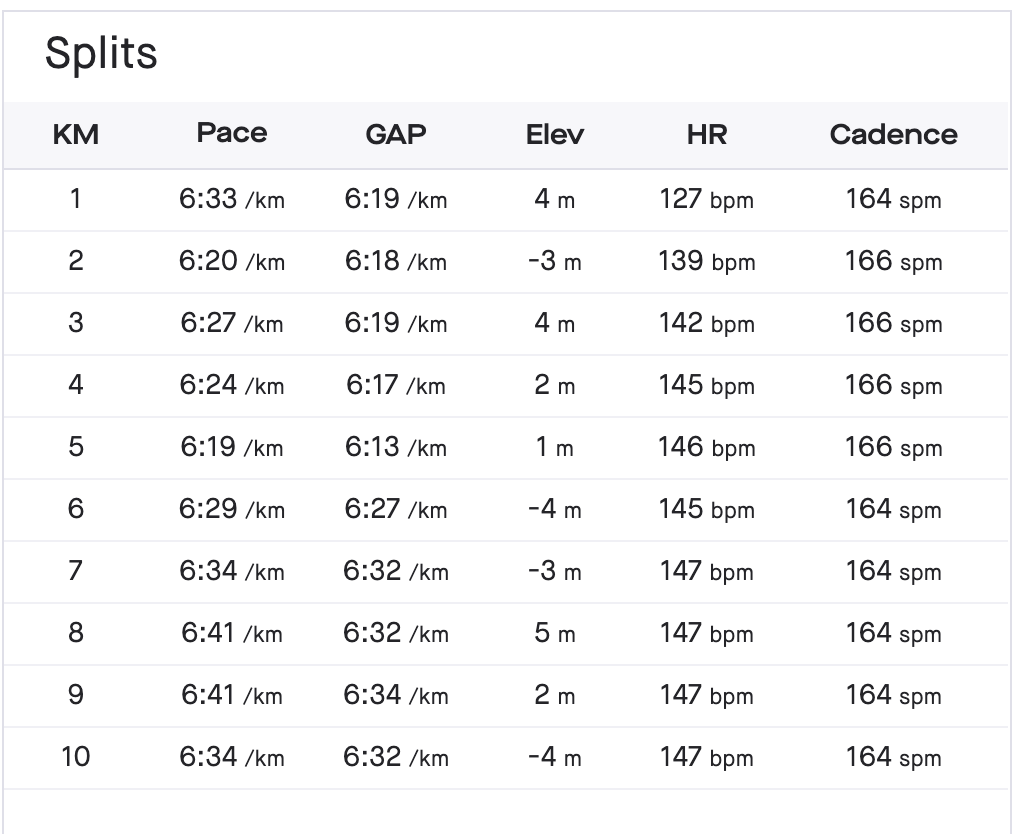 Splits
KM Pace GAP Elev HR Cadence
1 6:33 /km 6:19 /km 4 m 127 bpm 164 spm
2 6:20 /km 6:18 /km -3 m 139 bpm 166 spm
3 6:27 /km 6:19 /km 4 m 142 bpm 166 spm
4 6:24 /km 6:17 /km 2 m 145 bpm 166 spm
5 6:19 /km 6:13 /km 1 m 146 bpm 166 spm
6 6:29 /km 6:27 /km -4 m 145 bpm 164 spm
7 6:34 /km 6:32 /km -3 m 147 bpm 164 spm
8 6:41 /km 6:32 /km 5 m 147 bpm 164 spm
9 6:41 /km 6:34 /km 2 m 147 bpm 164 spm
10 6:34 /km 6:32 /km -4 m 147 bpm 164 spm